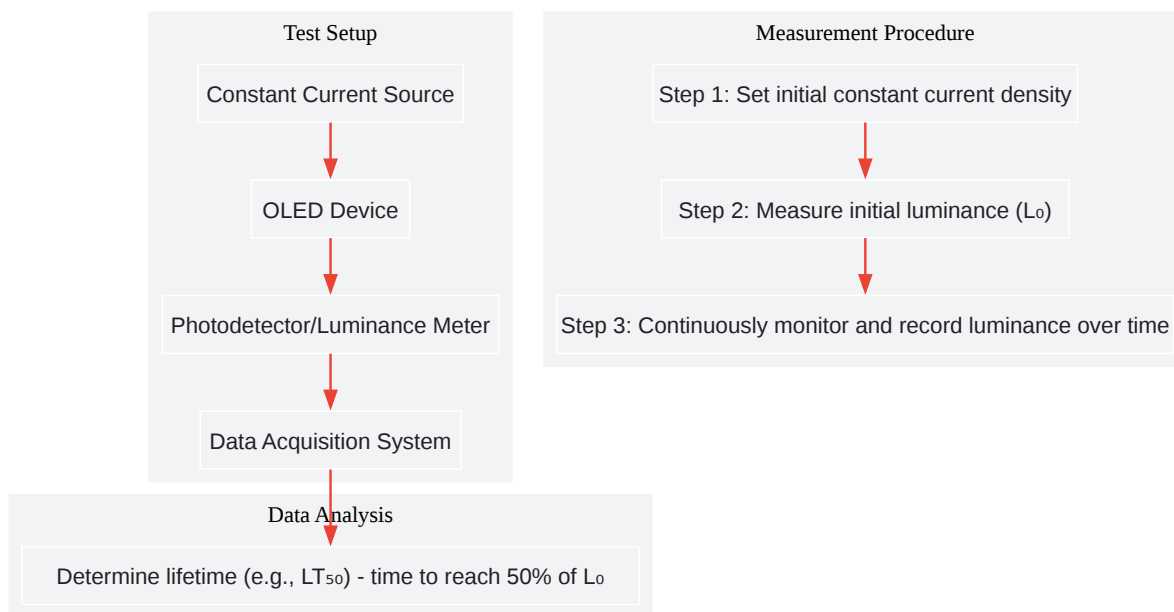 Test Setup
Constant Current Source
OLED Device
Photodetector/Luminance Meter
Data Acquisition System
Measurement Procedure
Step 1: Set initial constant current density
Step 2: Measure initial luminance (L₀)
Step 3: Continuously monitor and record luminance over time
Data Analysis
Determine lifetime (e.g., LT₅₀) - time to reach 50% of L₀